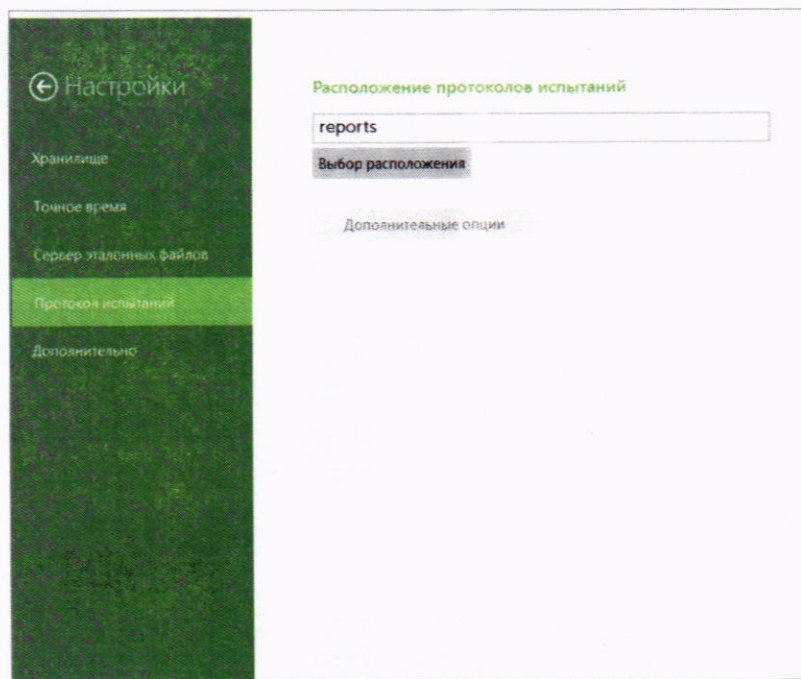 Настройки
Хранилище
Точное время
Сервер эталонных файлов
Протокол испытаний
Дополнительно
Расположение протоколов испытаний
reports
Выбор расположения
Дополнительные опции